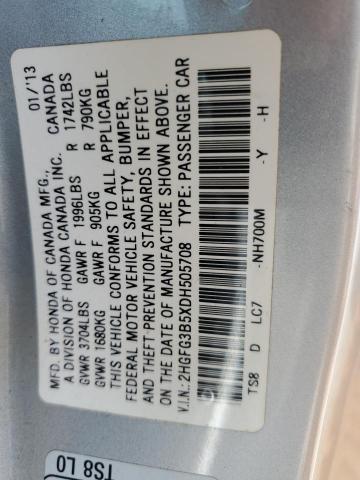 MFD. BY HONDA OF CANADA MFG., 01/'13
A DIVISION OF HONDA CANADA INC. CANADA
GVWR 3704LBS GAWR F 1996LBS R 1742LBS
GVWR 1680KG GAWR F 905KG R 790KG
THIS VEHICLE CONFORMS TO ALL APPLICABLE
FEDERAL MOTOR VEHICLE SAFETY, BUMPER,
AND THEFT-PREVENTION STANDARDS IN EFFECT
ON THE DATE OF MANUFACTURE SHOWN ABOVE.
V.I.N.: 2HGFG3B5XDH505708 TYPE: PASSENGER CAR
TS8 D LC7 -NH700M -Y -H
TS8 L0